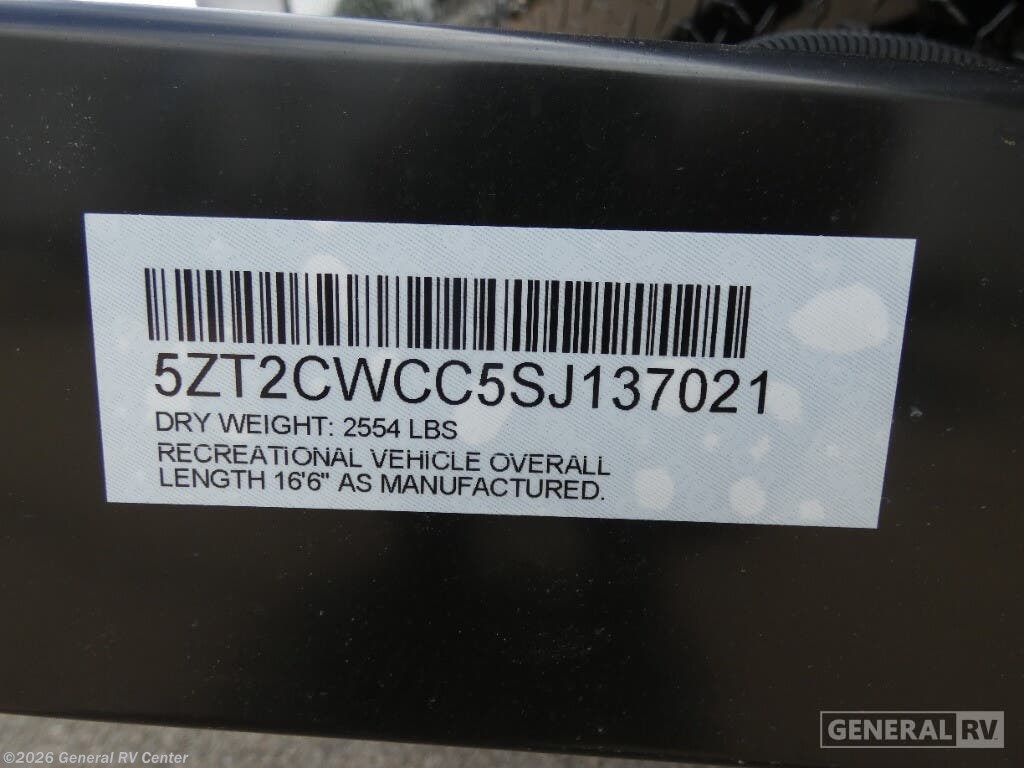 5ZT2CWCC5SJ137021
DRY WEIGHT: 2554 LBS
RECREATIONAL VEHICLE OVERALL
LENGTH 16'6" AS MANUFACTURED.
GENERAL RV
©2026 General RV Center